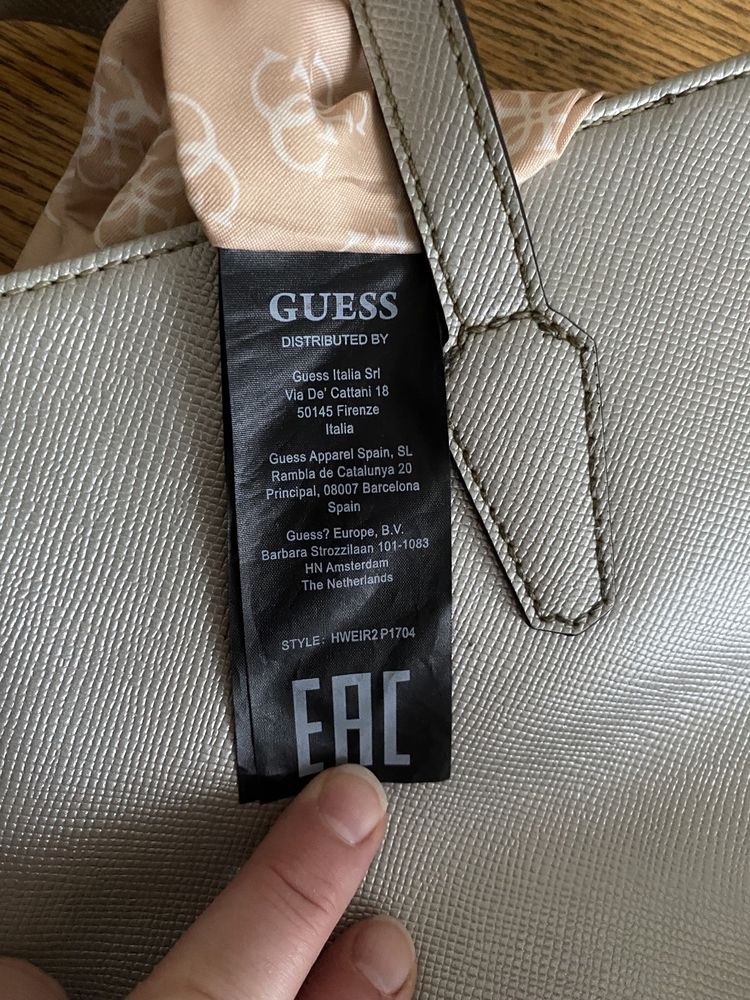 GUESS
DISTRIBUTED BY
Guess Italia Srl
Via De' Cattani 18
50145 Firenze
Italia
Guess Apparel Spain, SL
Rambla de Catalunya 20
Principal, 08007 Barcelona
Spain
Guess? Europe, B.V.
Barbara Strozzilaan 101-1083
HN Amsterdam
The Netherlands
STYLE: HWEIR2 P1704
EAC